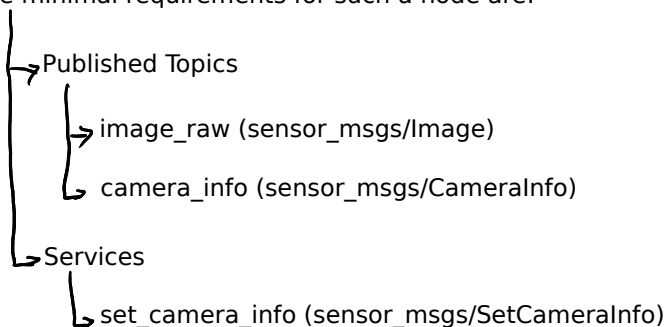 e minimal requirements for such a node are:
Published Topics
image_raw (sensor_msgs/Image)
camera_info (sensor_msgs/CameraInfo)
Services
set_camera_info (sensor_msgs/SetCameraInfo)